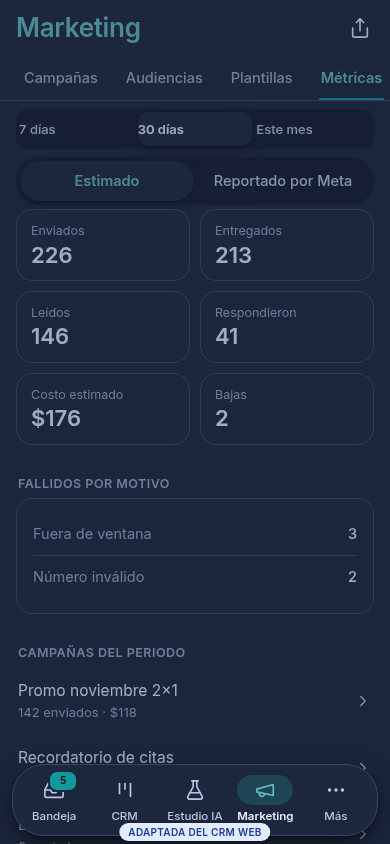 Marketing
Campañas Audiencias Plantillas Métricas
7 días 30 días Este mes
Estimado Reportado por Meta
Enviados Entregados
226 213
Leídos Respondieron
146 41
Costo estimado Bajas
$176 2
FALLIDOS POR MOTIVO
Fuera de ventana 3
Número inválido 2
CAMPAÑAS DEL PERIODO
Promo noviembre 2×1
142 enviados · $118
Recordatorio de citas
5
Bandeja CRM Estudio IA Marketing Más
ADAPTADA DEL CRM WEB